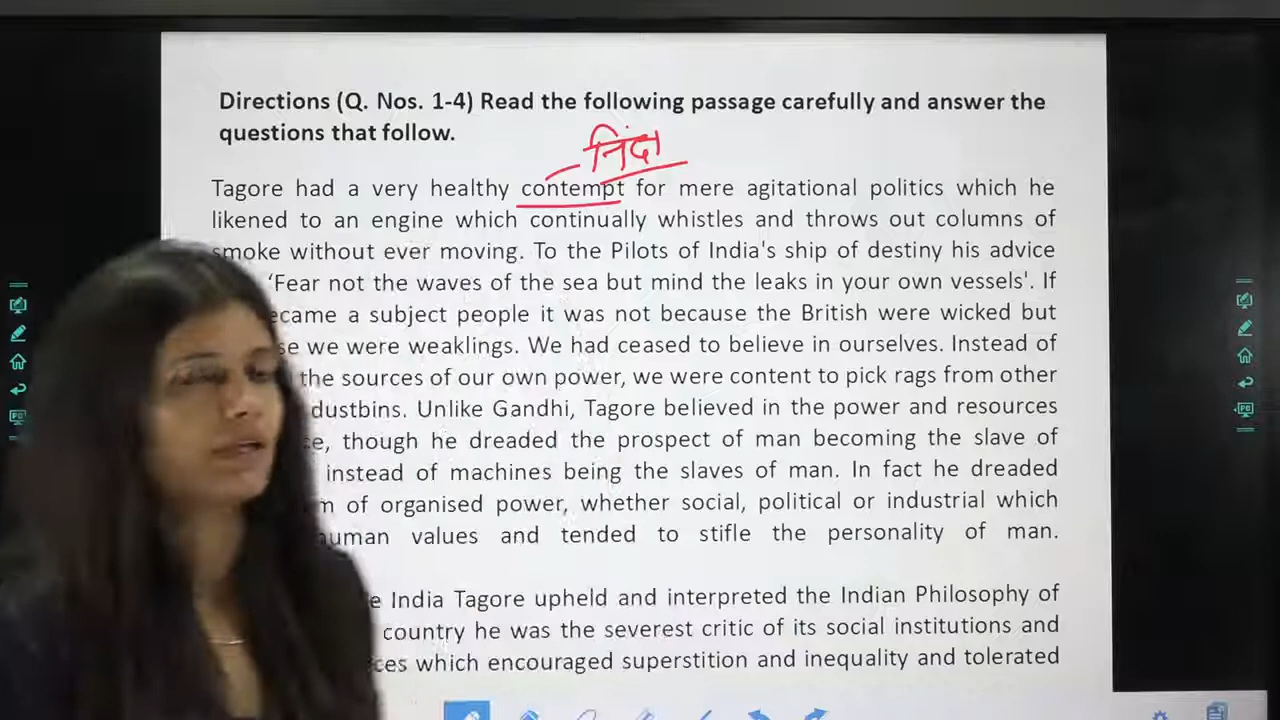 Directions (Q. Nos. 1-4) Read the following passage carefully and answer the
questions that follow.
निंदा
Tagore had a very healthy contempt for mere agitational politics which he
likened to an engine which continually whistles and throws out columns of
smoke without ever moving. To the Pilots of India's ship of destiny his advice
‘Fear not the waves of the sea but mind the leaks in your own vessels'. If
a subject people it was not because the British were wicked but
we were weaklings. We had ceased to believe in ourselves. Instead of
the sources of our own power, we were content to pick rags from other
dustbins. Unlike Gandhi, Tagore believed in the power and resources
though he dreaded the prospect of man becoming the slave of
instead of machines being the slaves of man. In fact he dreaded
of organised power, whether social, political or industrial which
human values and tended to stifle the personality of man.
India Tagore upheld and interpreted the Indian Philosophy of
country he was the severest critic of its social institutions and
which encouraged superstition and inequality and tolerated